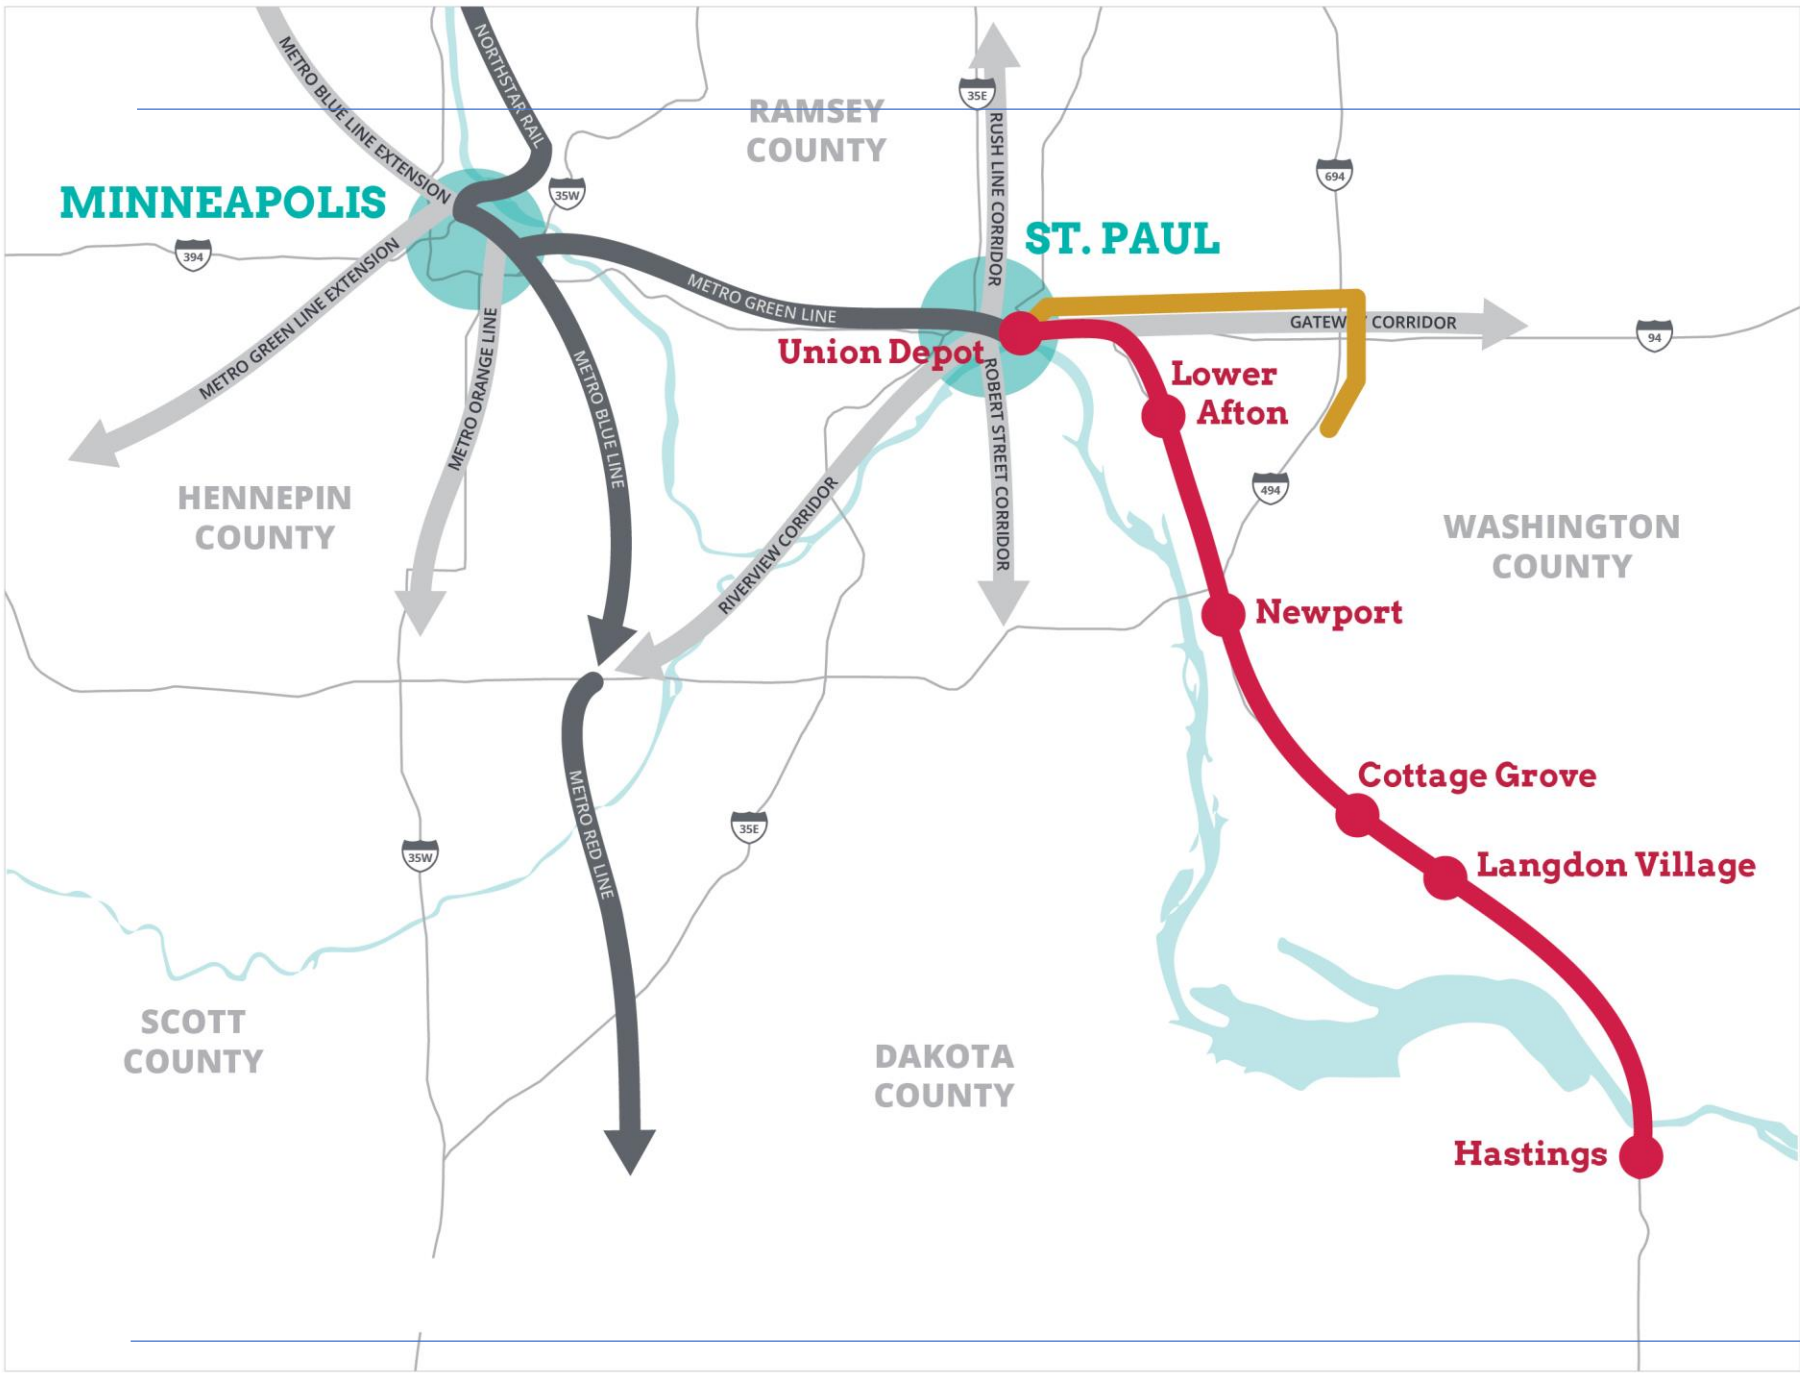 NORTHSTAR RAIL
METRO BLUE LINE EXTENSION
35E
RAMSEY
COUNTY
RUSH LINE CORRIDOR
694
35W
MINNEAPOLIS
394
METRO GREEN LINE EXTENSION
ST. PAUL
METRO GREEN LINE
GATEW Y CORRIDOR
94
Union Depot
METRO ORANGE LINE
METRO BLUE LINE
ROBERT STREET CORRIDOR
Lower
Afton
RIVERVIEW CORRIDOR
494
HENNEPIN
COUNTY
WASHINGTON
COUNTY
Newport
METRO RED LINE
Cottage Grove
35E
35W
Langdon Village
SCOTT
COUNTY
DAKOTA
COUNTY
Hastings